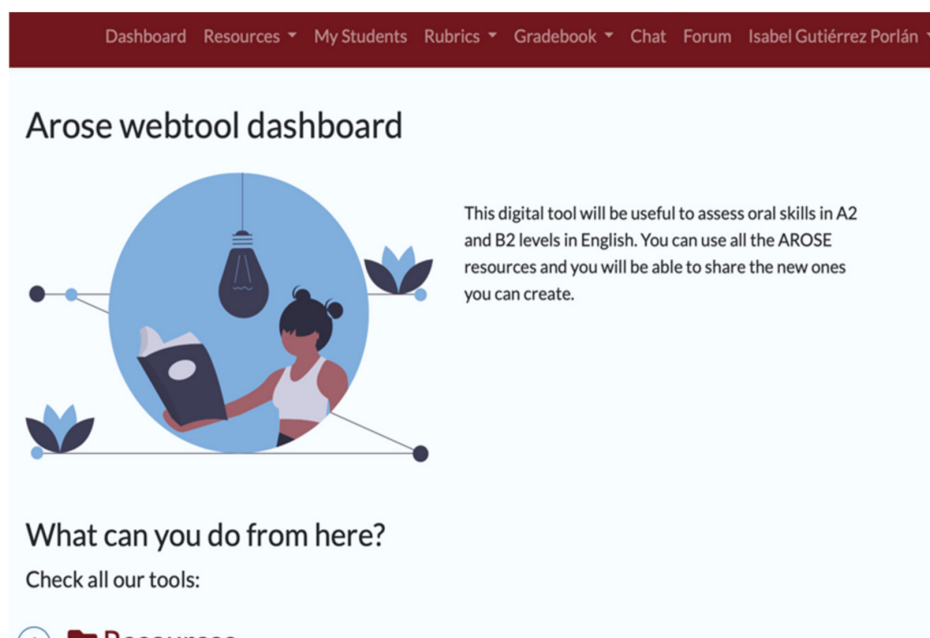 Dashboard Resources My Students Rubrics Gradebook Chat Forum Isabel Gutiérrez Porlán
Arose webtool dashboard
This digital tool will be useful to assess oral skills in A2
and B2 levels in English. You can use all the AROSE
resources and you will be able to share the new ones
you can create.
What can you do from here?
Check all our tools:
Resources